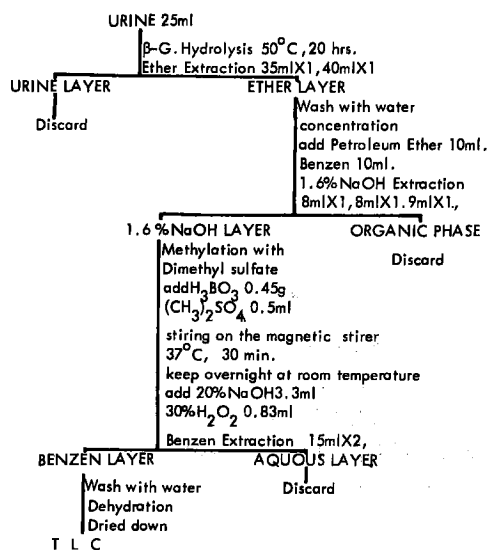 URINE 25ml
β-G. Hydrolysis 50°C, 20 hrs.
Ether Extraction 35mlX1, 40mlX1
URINE LAYER
ETHER LAYER
Discard
Wash with water
concentration
add Petroleum Ether 10ml.
Benzen 10ml.
1.6%NaOH Extraction
8mlX1, 8mlX1.9mlX1.,
1.6%NaOH LAYER
ORGANIC PHASE
Methylation with
Dimethyl sulfate
addH3BO3 0.45g
(CH3)2SO4 0.5ml
Discard
stiring on the magnetic stirer
37°C, 30 min.
keep overnight at room temperature
add 20%NaOH3.3ml
30%H2O2 0.83ml
Benzen Extraction 15mlX2,
BENZEN LAYER
AQUOUS LAYER
Wash with water
Dehydration
Dried down
Discard
T L C